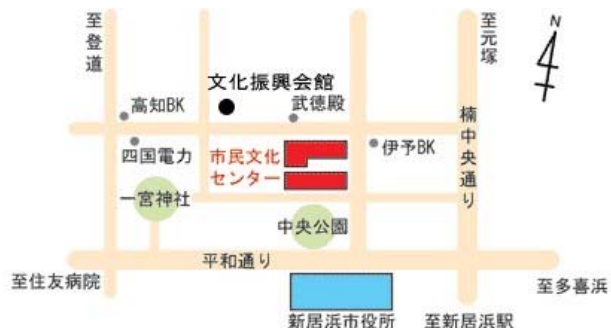 至登道
至元塚
N
文化振興会館
高知BK
武徳殿
楠中央通り
四国電力
市民文化
センター
伊予BK
一宮神社
中央公園
平和通り
至住友病院
至多喜浜
新居浜市役所
至新居浜駅